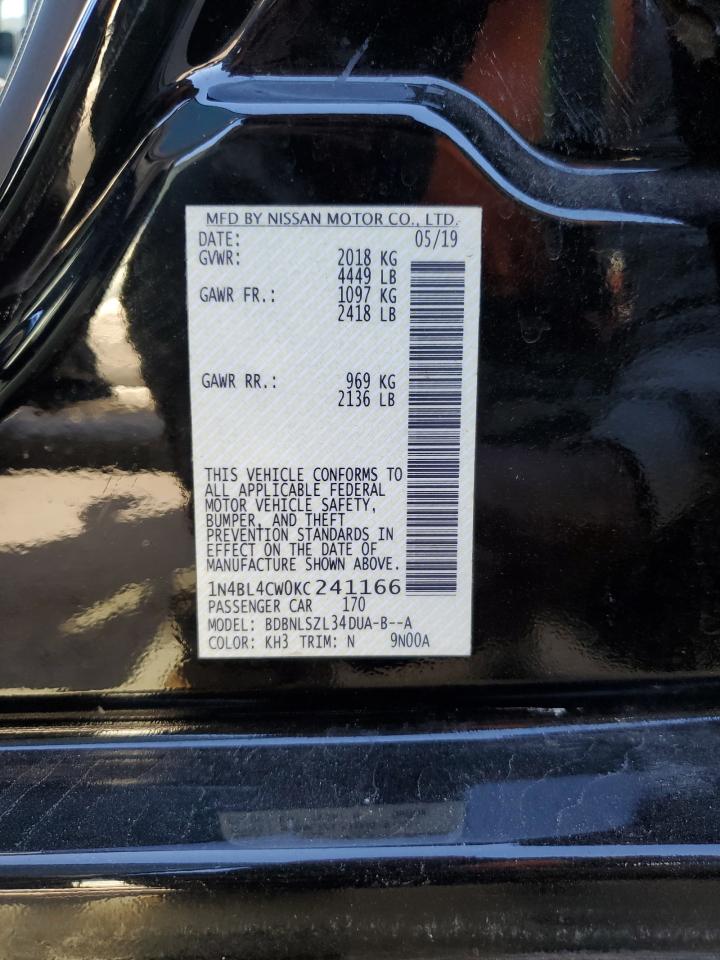 MFD BY NISSAN MOTOR CO., LTD.
DATE: 05/19
GVWR: 2018 KG
4449 LB
GAWR FR.: 1097 KG
2418 LB
GAWR RR.: 969 KG
2136 LB
THIS VEHICLE CONFORMS TO
ALL APPLICABLE FEDERAL
MOTOR VEHICLE SAFETY,
BUMPER, AND THEFT
PREVENTION STANDARDS IN
EFFECT ON THE DATE OF
MANUFACTURE SHOWN ABOVE.
1N4BL4CW0KC241166
PASSENGER CAR 170
MODEL: BDBNLSZL34DUA-B--A
COLOR: KH3 TRIM: N 9N00A